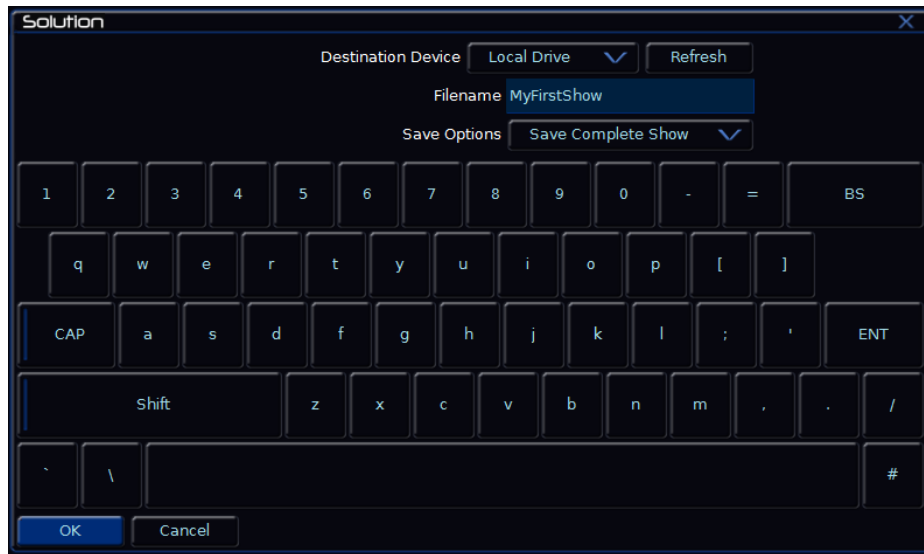 Solution X
Destination Device Local Drive Refresh
Filename MyFirstShow
Save Options Save Complete Show
1 2 3 4 5 6 7 8 9 0 - = BS
q w e r t y u i o p [ ]
CAP a s d f g h j k l ; ' ENT
Shift z x c v b n m , . /
` \ #
OK Cancel